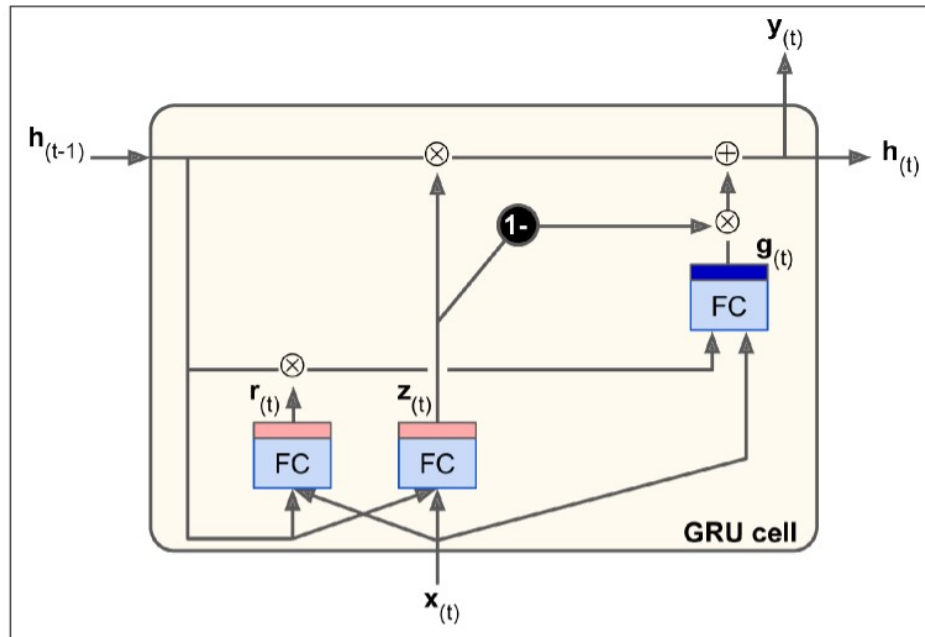 y(t)
h(t-1)
h(t)
1-
g(t)
FC
r(t)
z(t)
FC
FC
GRU cell
x(t)